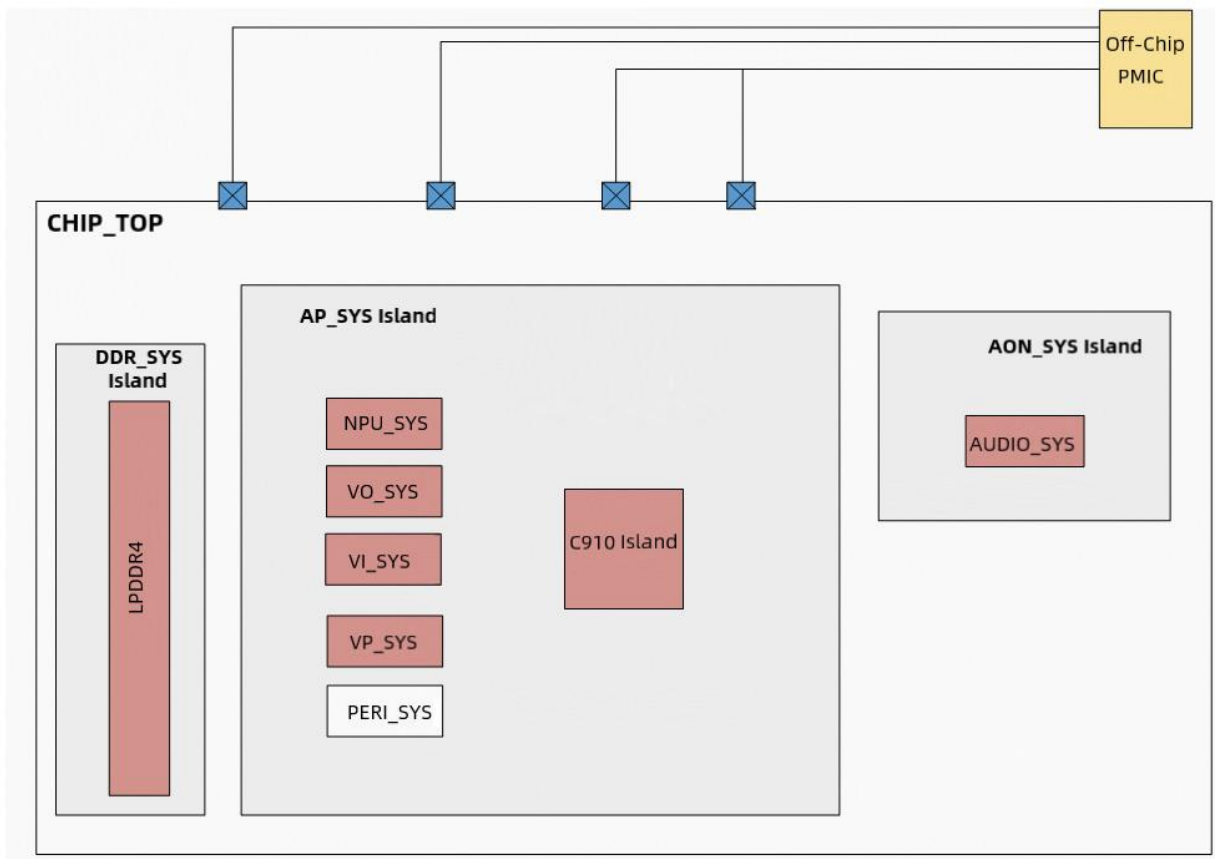 Off-Chip
PMIC
CHIP_TOP
DDR_SYS
Island
LPDDR4
AP_SYS Island
NPU_SYS
VO_SYS
VI_SYS
VP_SYS
PERI_SYS
C910 Island
AON_SYS Island
AUDIO_SYS